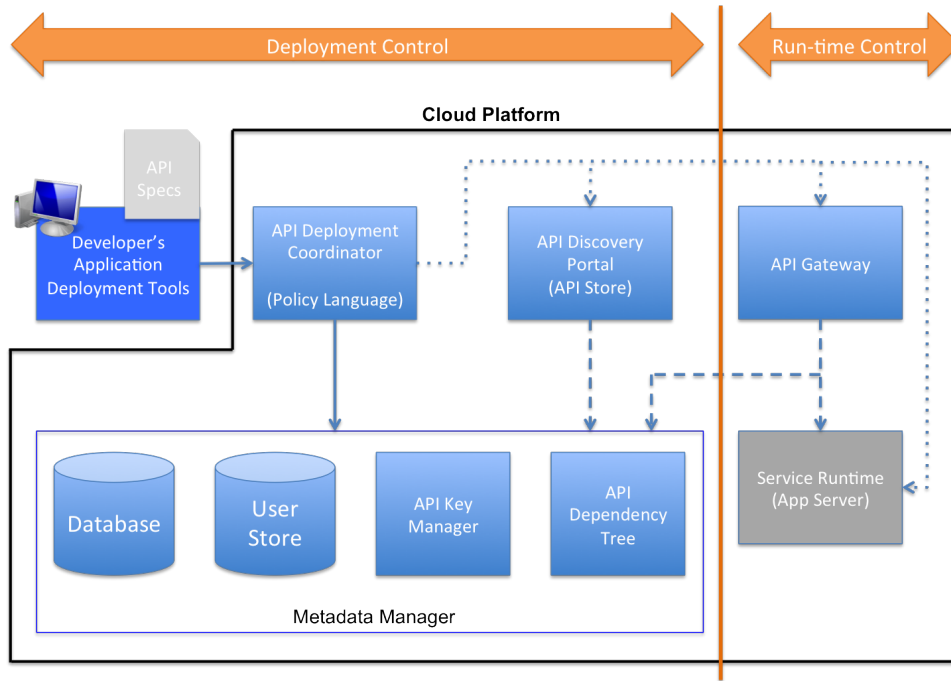 Deployment Control
Run-time Control
Cloud Platform
API
Specs
Developer's
Application
Deployment Tools
API Deployment
Coordinator
(Policy Language)
API Discovery
Portal
(API Store)
API Gateway
Database
User
Store
API Key
Manager
API
Dependency
Tree
Service Runtime
(App Server)
Metadata Manager